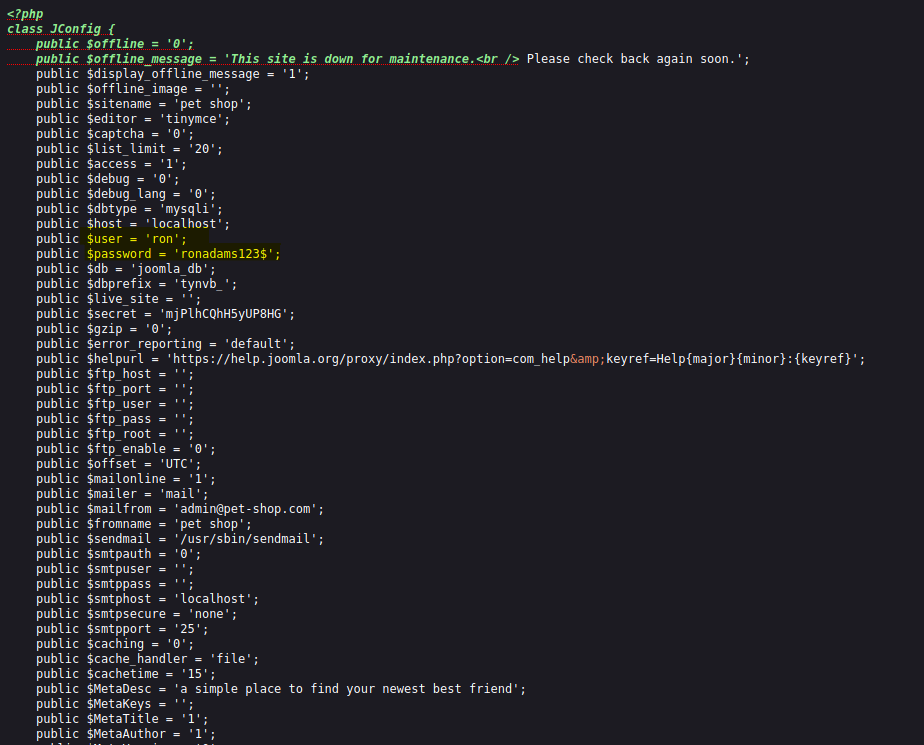 <?php
class JConfig {
public $offline = '0';
public $offline_message = 'This site is down for maintenance.<br /> Please check back again soon.';
public $display_offline_message = '1';
public $offline_image = '';
public $sitename = 'pet shop';
public $editor = 'tinymce';
public $captcha = '0';
public $list_limit = '20';
public $access = '1';
public $debug = '0';
public $debug_lang = '0';
public $dbtype = 'mysqli';
public $host = 'localhost';
public $user = 'ron';
public $password = 'ronadams123$';
public $db = 'joomla_db';
public $dbprefix = 'tynvb_';
public $live_site = '';
public $secret = 'mjPlhCQhH5yUP8HG';
public $gzip = '0';
public $error_reporting = 'default';
public $helpurl = 'https://help.joomla.org/proxy/index.php?option=com_help&amp;keyref=Help{major}{minor}:{keyref}';
public $ftp_host = '';
public $ftp_port = '';
public $ftp_user = '';
public $ftp_pass = '';
public $ftp_root = '';
public $ftp_enable = '0';
public $offset = 'UTC';
public $mailonline = '1';
public $mailer = 'mail';
public $mailfrom = 'admin@pet-shop.com';
public $fromname = 'pet shop';
public $sendmail = '/usr/sbin/sendmail';
public $smtpauth = '0';
public $smtpuser = '';
public $smtppass = '';
public $smtphost = 'localhost';
public $smtpsecure = 'none';
public $smtpport = '25';
public $caching = '0';
public $cache_handler = 'file';
public $cachetime = '15';
public $MetaDesc = 'a simple place to find your newest best friend';
public $MetaKeys = '';
public $MetaTitle = '1';
public $MetaAuthor = '1';